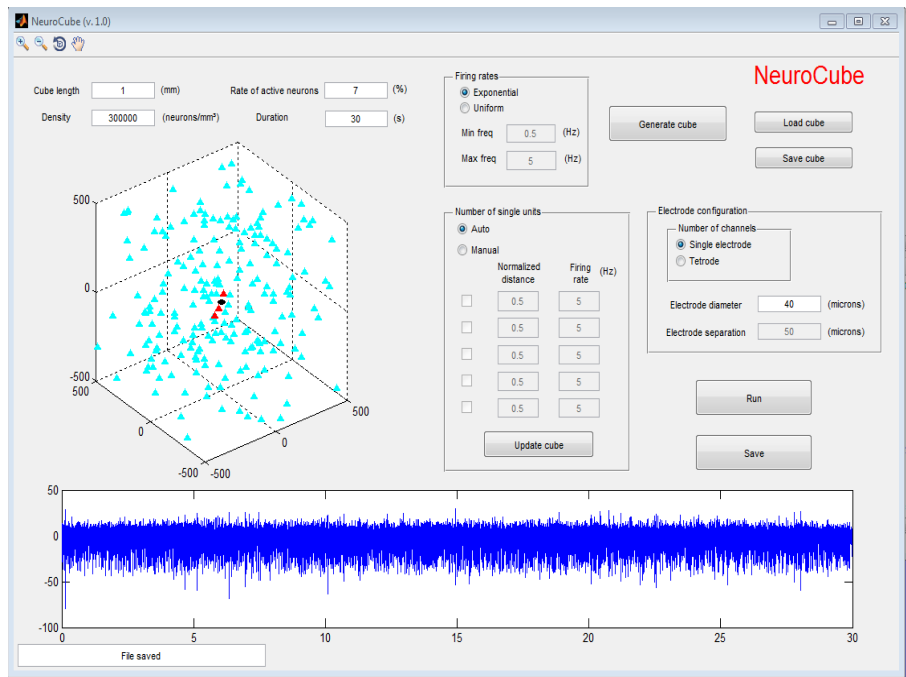 NeuroCube (v. 1.0)
NeuroCube
Cube length 1 (mm) Rate of active neurons 7 (%)
Density 300000 (neurons/mm³) Duration 30 (s)
Firing rates
Exponential
Uniform
Min freq 0.5 (Hz)
Max freq 5 (Hz)
Generate cube
Load cube
Save cube
500
0
-500
500
0
-500
-500
0
500
Number of single units
Auto
Manual
Normalized distance Firing rate (Hz)
0.5 5
0.5 5
0.5 5
0.5 5
0.5 5
Update cube
Electrode configuration
Number of channels
Single electrode
Tetrode
Electrode diameter 40 (microns)
Electrode separation 50 (microns)
Run
Save
50
0
-50
-100
0 5 10 15 20 25 30
File saved